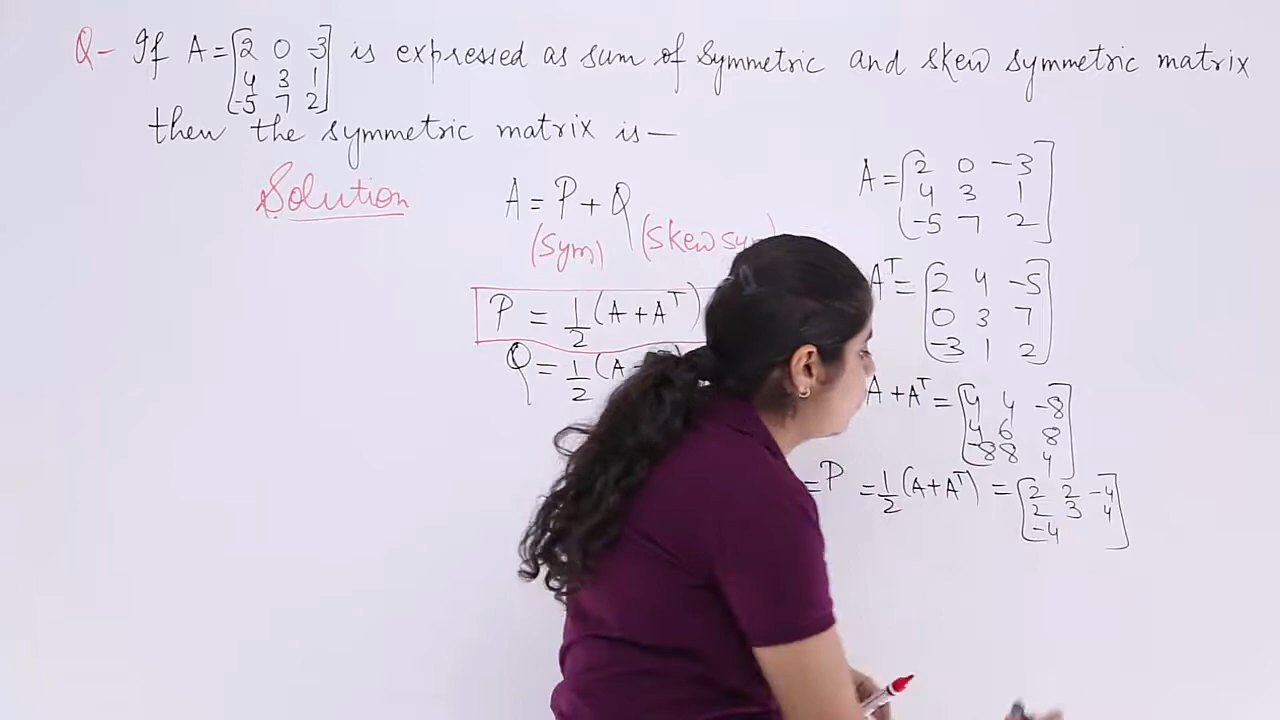 Q- If A = [2 0 -3
4 3 1
-5 7 2] is expressed as sum of symmetric and skew symmetric matrix
then the symmetric matrix is —
Solution
A = P + Q
(Sym) (Skew sym
P = 1/2 (A + A^T)
Q = 1/2 (A
A = [2 0 -3
4 3 1
-5 7 2]
A^T = [2 4 -5
0 3 7
-3 1 2]
A + A^T = [4 4 -8
4 6 8
-8 8 4]
= P = 1/2 (A + A^T) = [2 2 -4
2 3 4
-4 ]